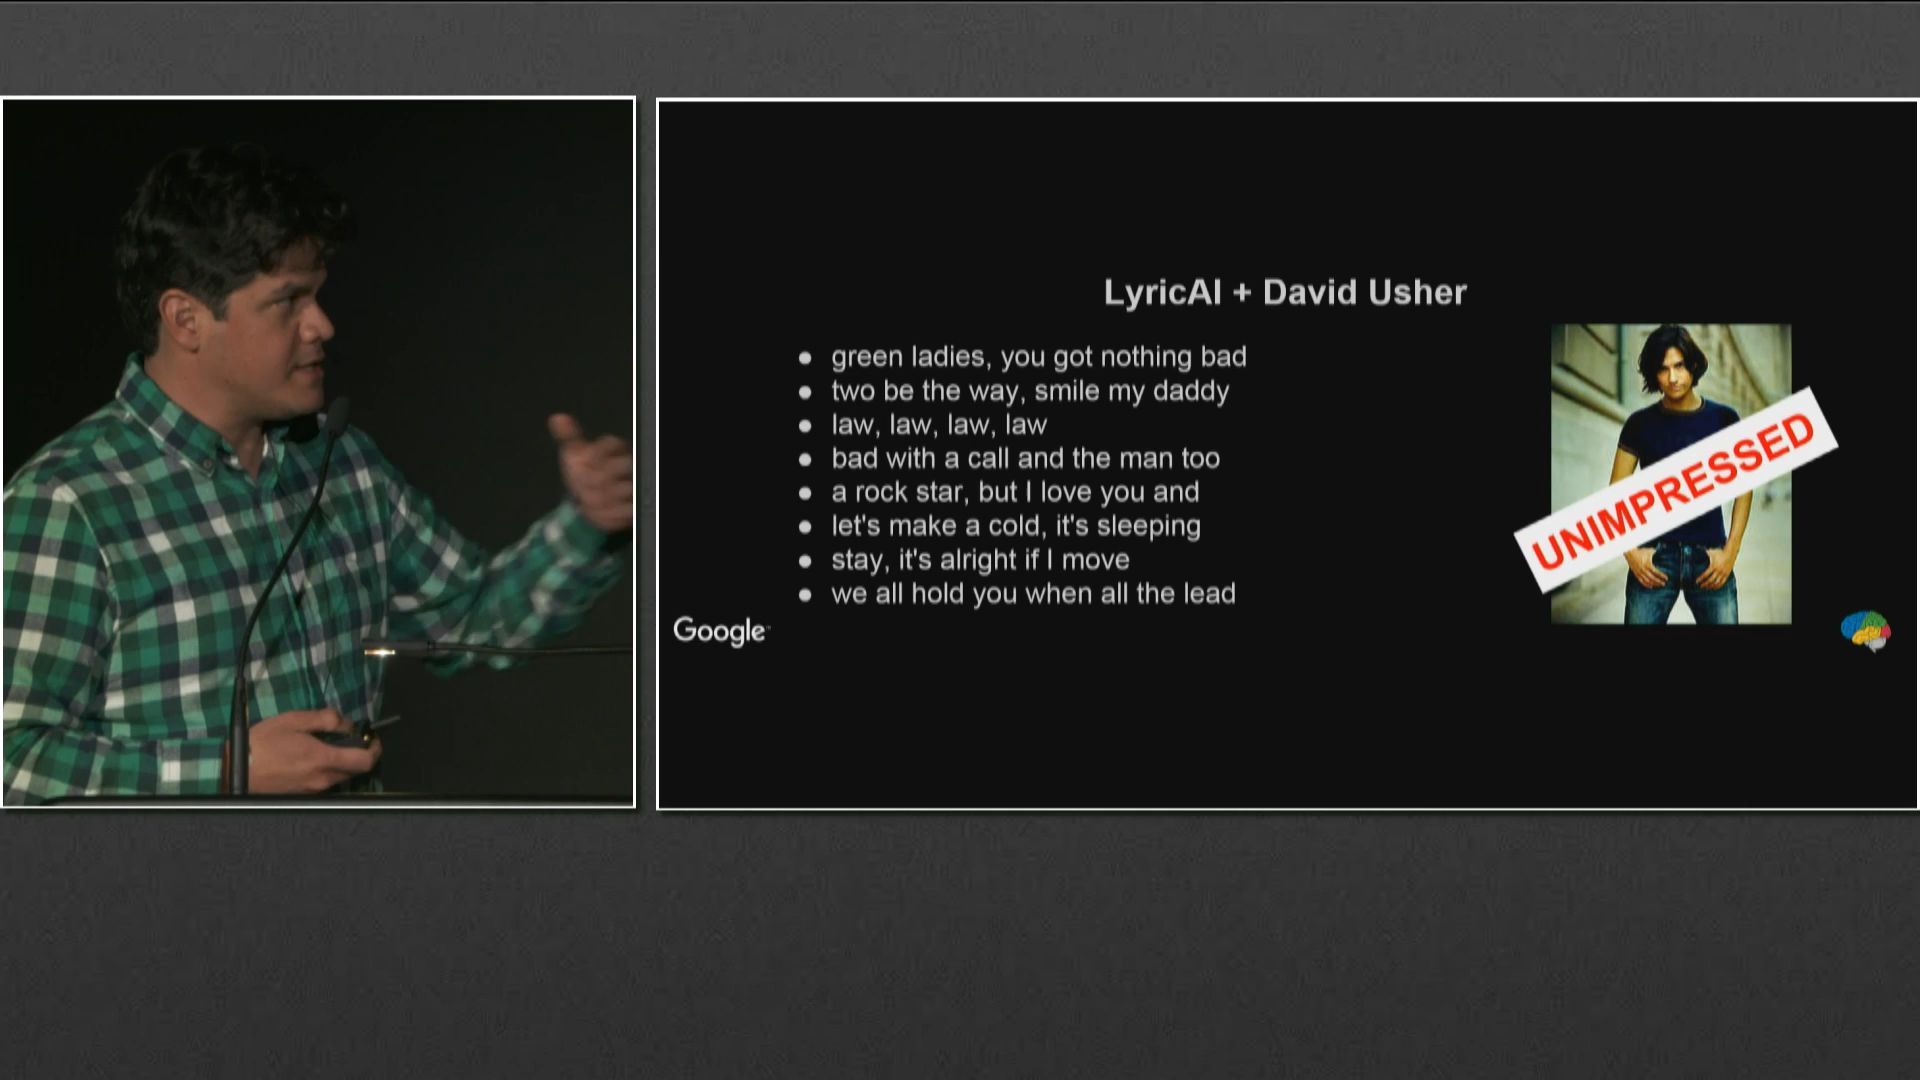 LyricAI + David Usher
green ladies, you got nothing bad
two be the way, smile my daddy
law, law, law, law
bad with a call and the man too
a rock star, but I love you and
let's make a cold, it's sleeping
stay, it's alright if I move
we all hold you when all the lead
UNIMPRESSED
Google